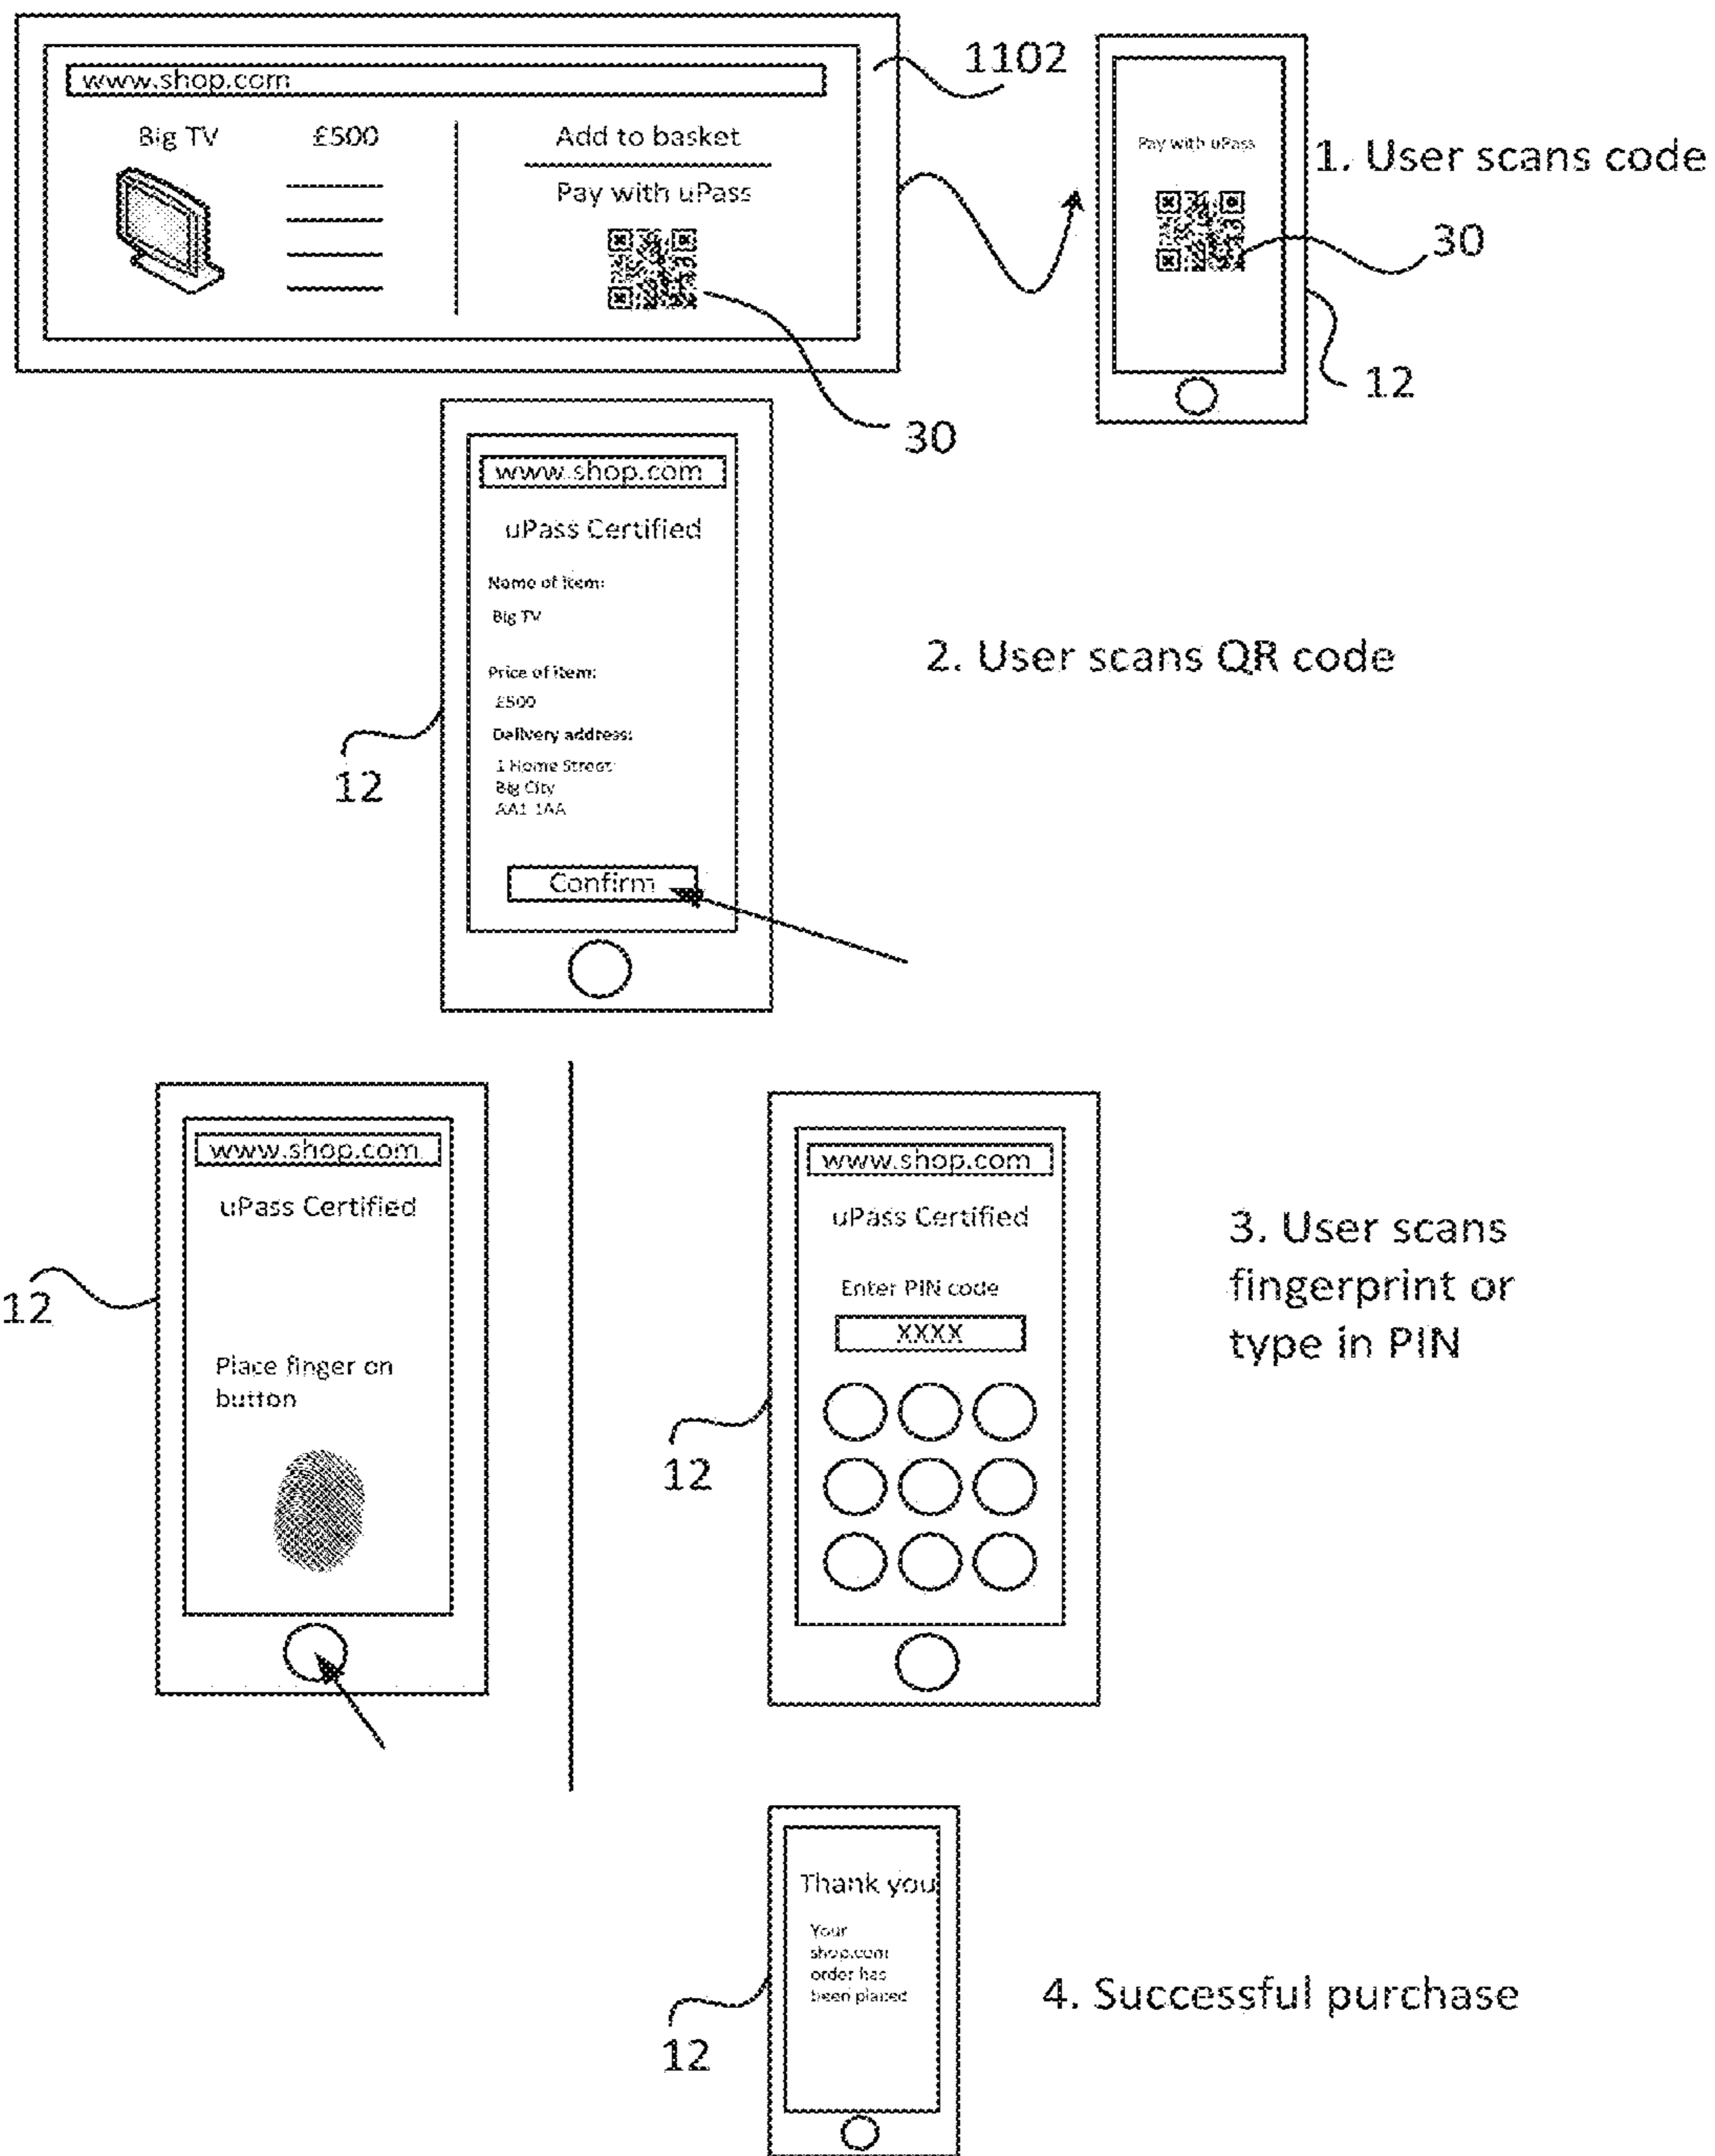 www.shop.com
Big TV £500
Add to basket
Pay with uPass
1102
30
Pay with uPass
1. User scans code
30
12
www.shop.com
uPass Certified
Name of item:
Big TV
Price of item:
£500
Delivery address:
1 Home Street
Big City
AA1 1AA
Confirm
12
2. User scans QR code
www.shop.com
uPass Certified
Place finger on
button
12
www.shop.com
uPass Certified
Enter PIN code
XXXX
12
3. User scans
fingerprint or
type in PIN
Thank you
Your
shop.com
order has
been placed
12
4. Successful purchase